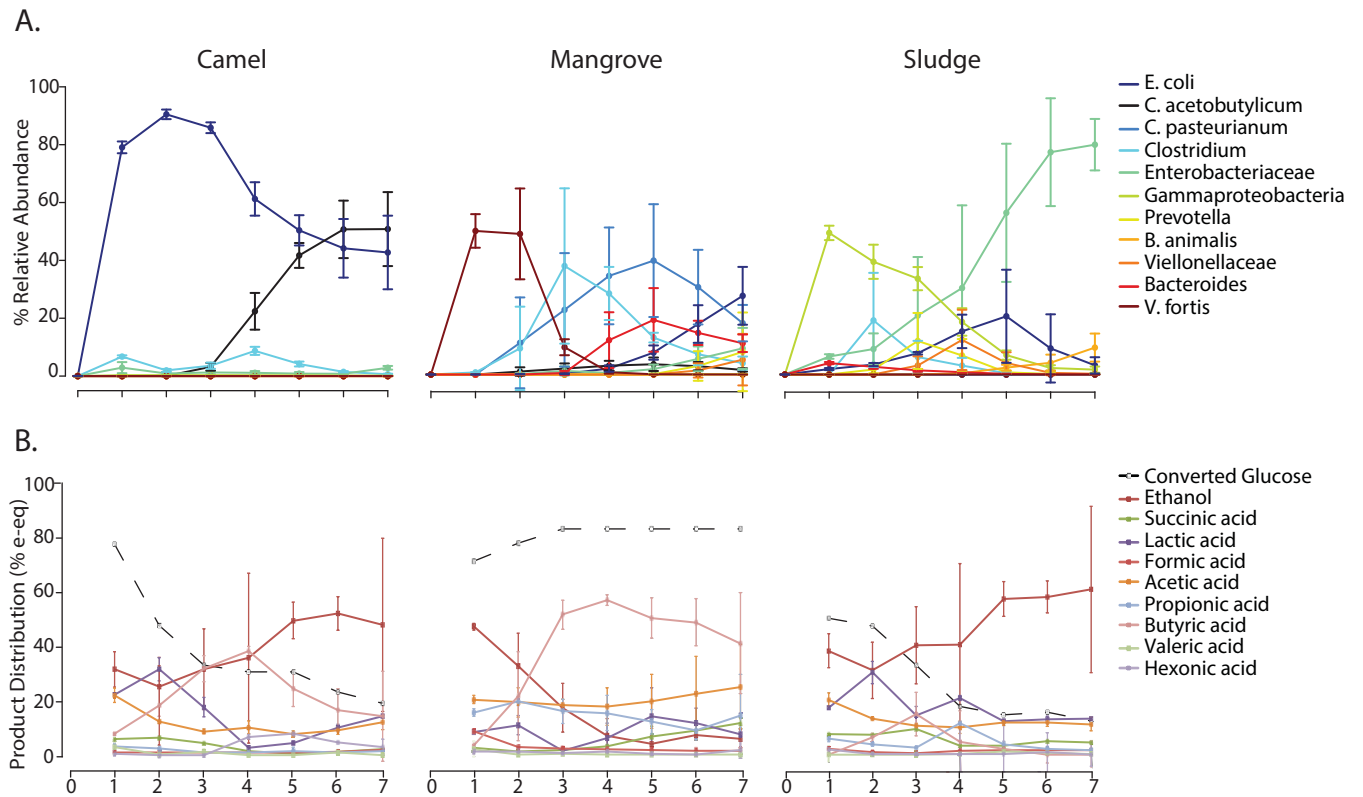 A.
Camel Mangrove Sludge
100
80
60
40
20
0
% Relative Abundance
E. coli
C. acetobutylicum
C. pasteurianum
Clostridium
Enterobacteriaceae
Gammaproteobacteria
Prevotella
B. animalis
Viellonellaceae
Bacteroides
V. fortis
B.
100
80
60
40
20
0
Product Distribution (% e-eq)
0 1 2 3 4 5 6 7 0 1 2 3 4 5 6 7 0 1 2 3 4 5 6 7
Converted Glucose
Ethanol
Succinic acid
Lactic acid
Formic acid
Acetic acid
Propionic acid
Butyric acid
Valeric acid
Hexonic acid